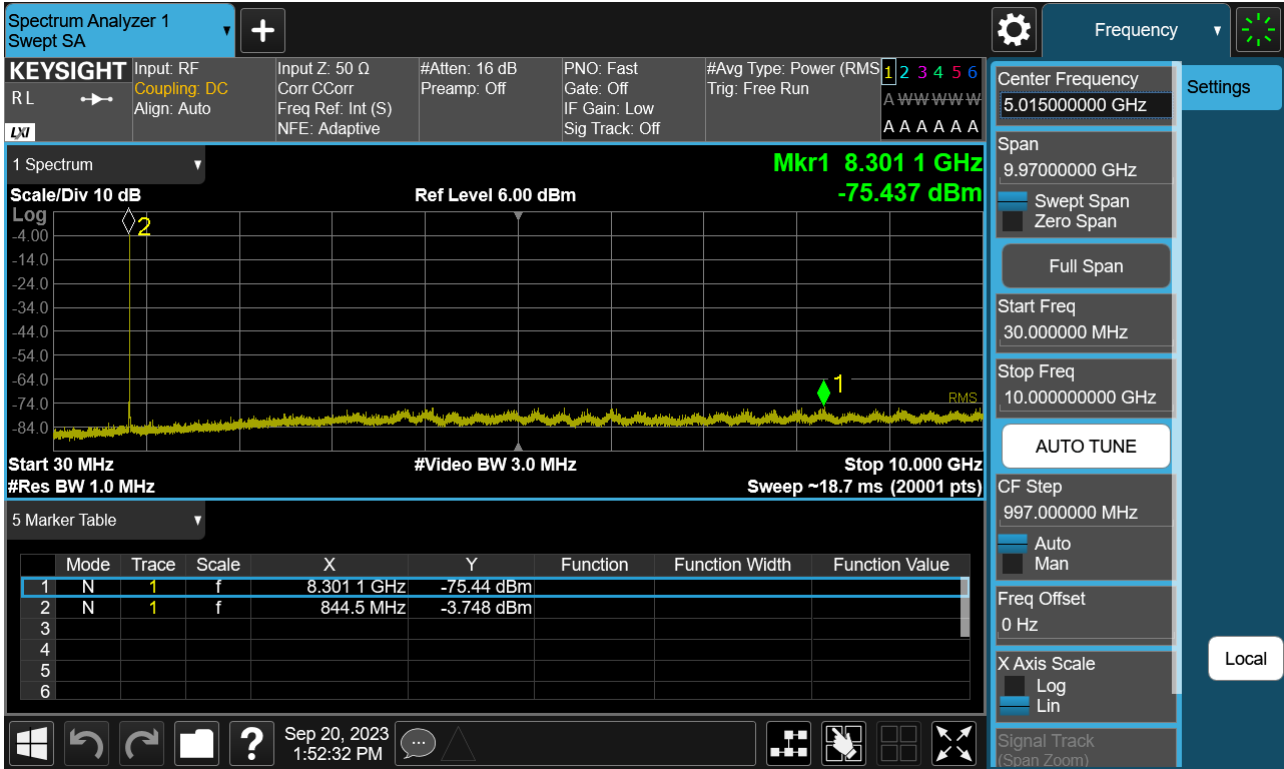 Spectrum Analyzer 1
Swept SA
Frequency
KEYSIGHT
R L
LXI
Input: RF
Coupling: DC
Align: Auto
Input Z: 50 Ω
Corr CCorr
Freq Ref: Int (S)
NFE: Adaptive
#Atten: 16 dB
Preamp: Off
PNO: Fast
Gate: Off
IF Gain: Low
Sig Track: Off
#Avg Type: Power (RMS
Trig: Free Run
1 2 3 4 5 6
A W W W W W
A A A A A A
1 Spectrum
Mkr1 8.301 1 GHz
-75.437 dBm
Scale/Div 10 dB
Ref Level 6.00 dBm
Log
-4.00
-14.0
-24.0
-34.0
-44.0
-54.0
-64.0
-74.0
-84.0
2
1
RMS
Start 30 MHz
#Video BW 3.0 MHz
Stop 10.000 GHz
#Res BW 1.0 MHz
Sweep ~18.7 ms (20001 pts)
5 Marker Table
Mode Trace Scale X Y Function Function Width Function Value
1 N 1 f 8.301 1 GHz -75.44 dBm
2 N 1 f 844.5 MHz -3.748 dBm
3
4
5
6
Sep 20, 2023
1:52:32 PM
Center Frequency
5.015000000 GHz
Span
9.97000000 GHz
Swept Span
Zero Span
Full Span
Start Freq
30.000000 MHz
Stop Freq
10.000000000 GHz
AUTO TUNE
CF Step
997.000000 MHz
Auto
Man
Freq Offset
0 Hz
X Axis Scale
Log
Lin
Signal Track
(Span Zoom)
Settings
Local